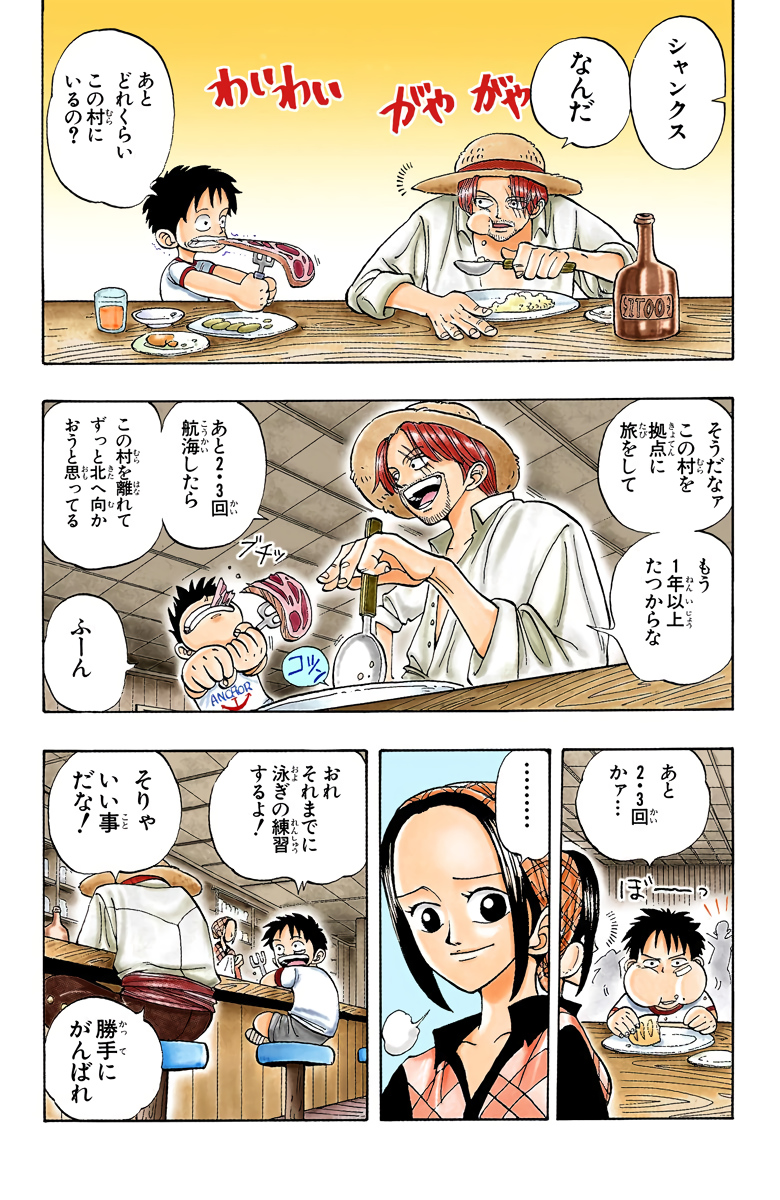 シャンクス
なんだ
がや がや
わいわい
あと
どれくらい
この村に
いるの?
STOO
そうだなァ
この村を
拠点に
旅をして
もう
1年以上
たつからな
あと2・3回
航海したら
この村を離れて
ずっと北へ向か
おうと思ってる
ブチッ
コツン
ANCHOR
ふーん
あと
2・3回
かァ…
ぼーっ
………
おれ
それまでに
泳ぎの練習
するよ!
そりゃ
いい事
だな!
勝手に
がんばれ